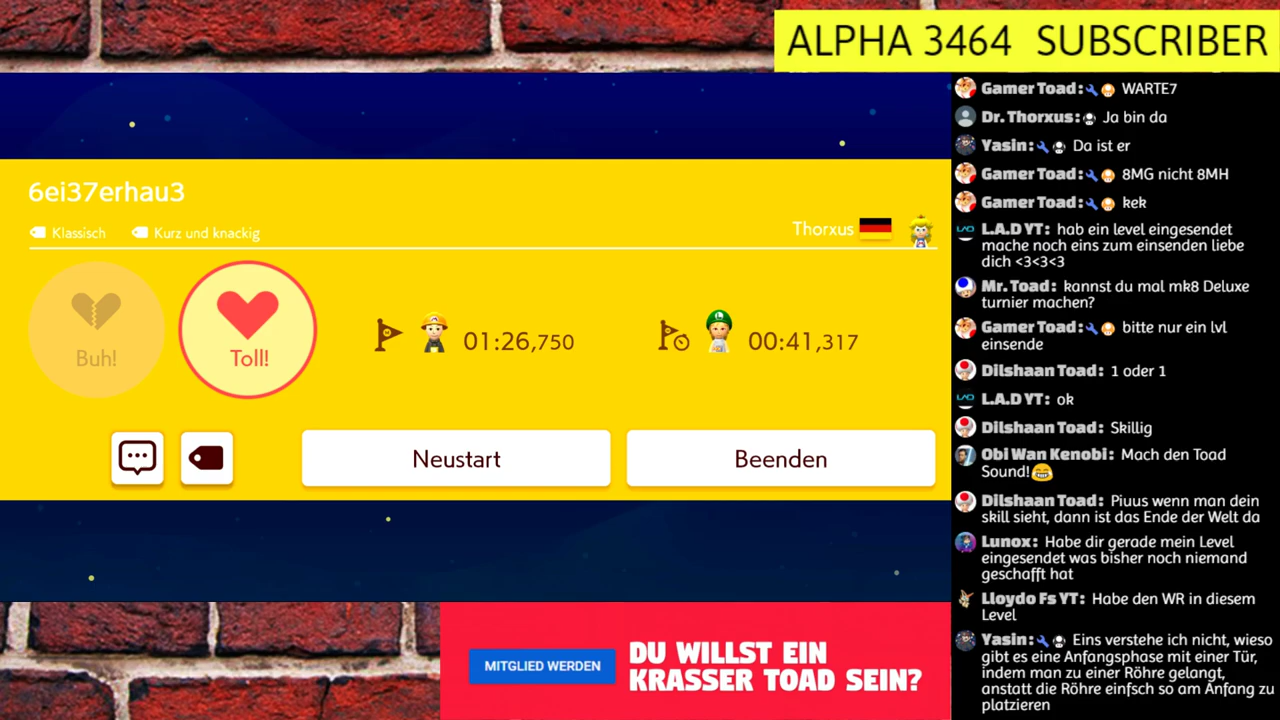 ALPHA 3464 SUBSCRIBER
6ei37erhau3
Klassisch
Kurz und knackig
Thorxus
Buh!
Toll!
01:26,750
00:41,317
Neustart
Beenden
MITGLIED WERDEN
DU WILLST EIN
KRASSER TOAD SEIN?
Gamer Toad: WARTE7
Dr. Thorxus: Ja bin da
Yasin: Da ist er
Gamer Toad: 8MG nicht 8MH
Gamer Toad: kek
L.A.D YT: hab ein level eingesendet
mache noch eins zum einsenden liebe
dich <3<3<3
Mr. Toad: kannst du mal mk8 Deluxe
turnier machen?
Gamer Toad: bitte nur ein lvl
einsende
Dilshaan Toad: 1 oder 1
L.A.D YT: ok
Dilshaan Toad: Skillig
Obi Wan Kenobi: Mach den Toad
Sound!😂
Dilshaan Toad: Piuus wenn man dein
skill sieht, dann ist das Ende der Welt da
Lunox: Habe dir gerade mein Level
eingesendet was bisher noch niemand
geschafft hat
Lloydo Fs YT: Habe den WR in diesem
Level
Yasin: Eins verstehe ich nicht, wieso
gibt es eine Anfangsphase mit einer Tür,
indem man zu einer Röhre gelangt,
anstatt die Röhre einfsch so am Anfang zu
platzieren